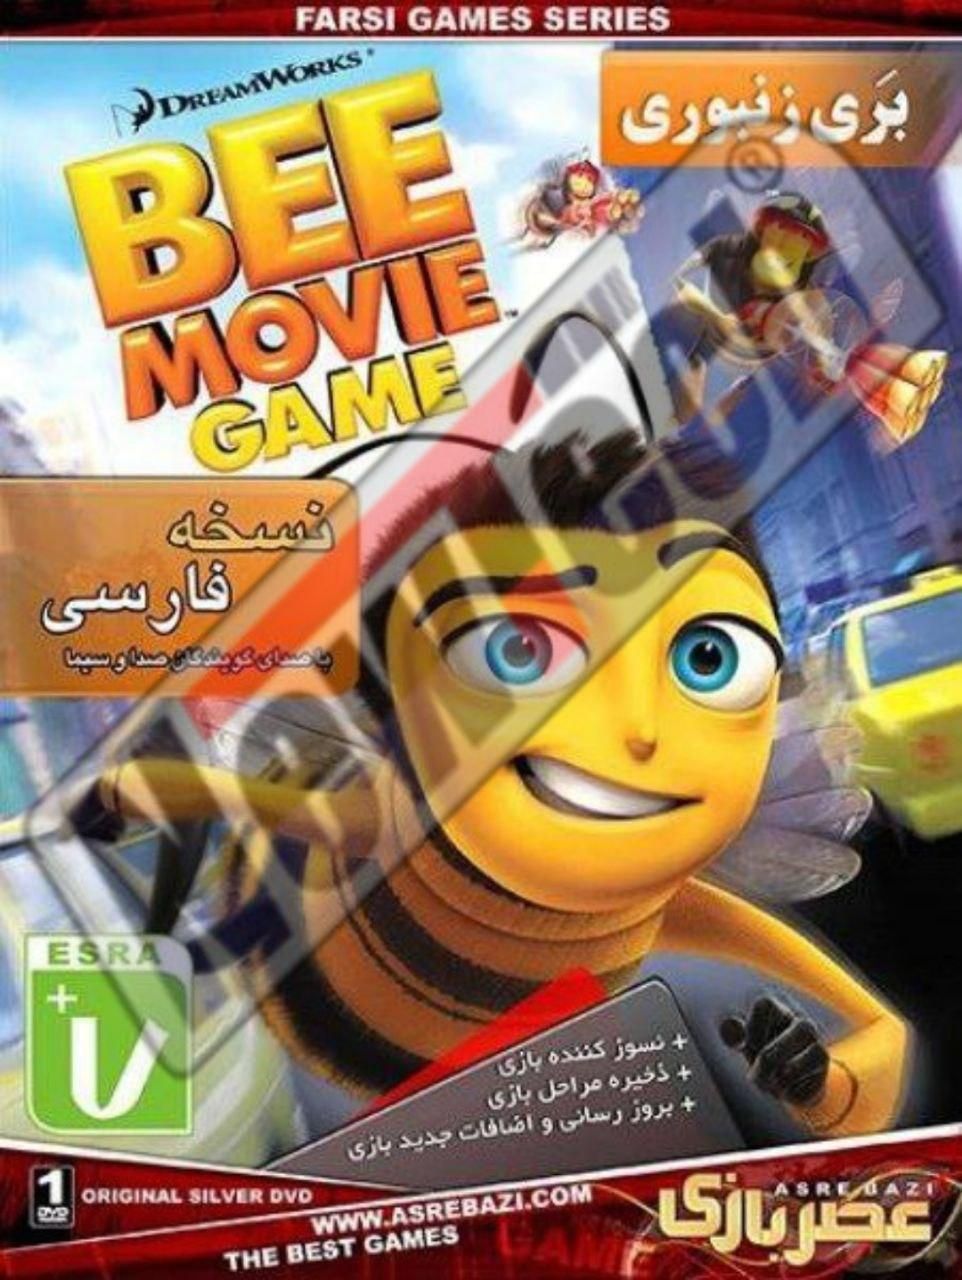 FARSI GAMES SERIES
DREAMWORKS
بَری زنبوری
BEE
MOVIE
GAME
نسخه
فارسی
با صدای گویندگان صدا و سیما
ESRA
+۷
+ نسوز کننده بازی
+ ذخیره مراحل بازی
+ بروز رسانی و اضافات جدید بازی
1
DVD
ORIGINAL SILVER DVD
WWW.ASREBAZI.COM
THE BEST GAMES
ASRE BAZI
عصر بازی
GAME